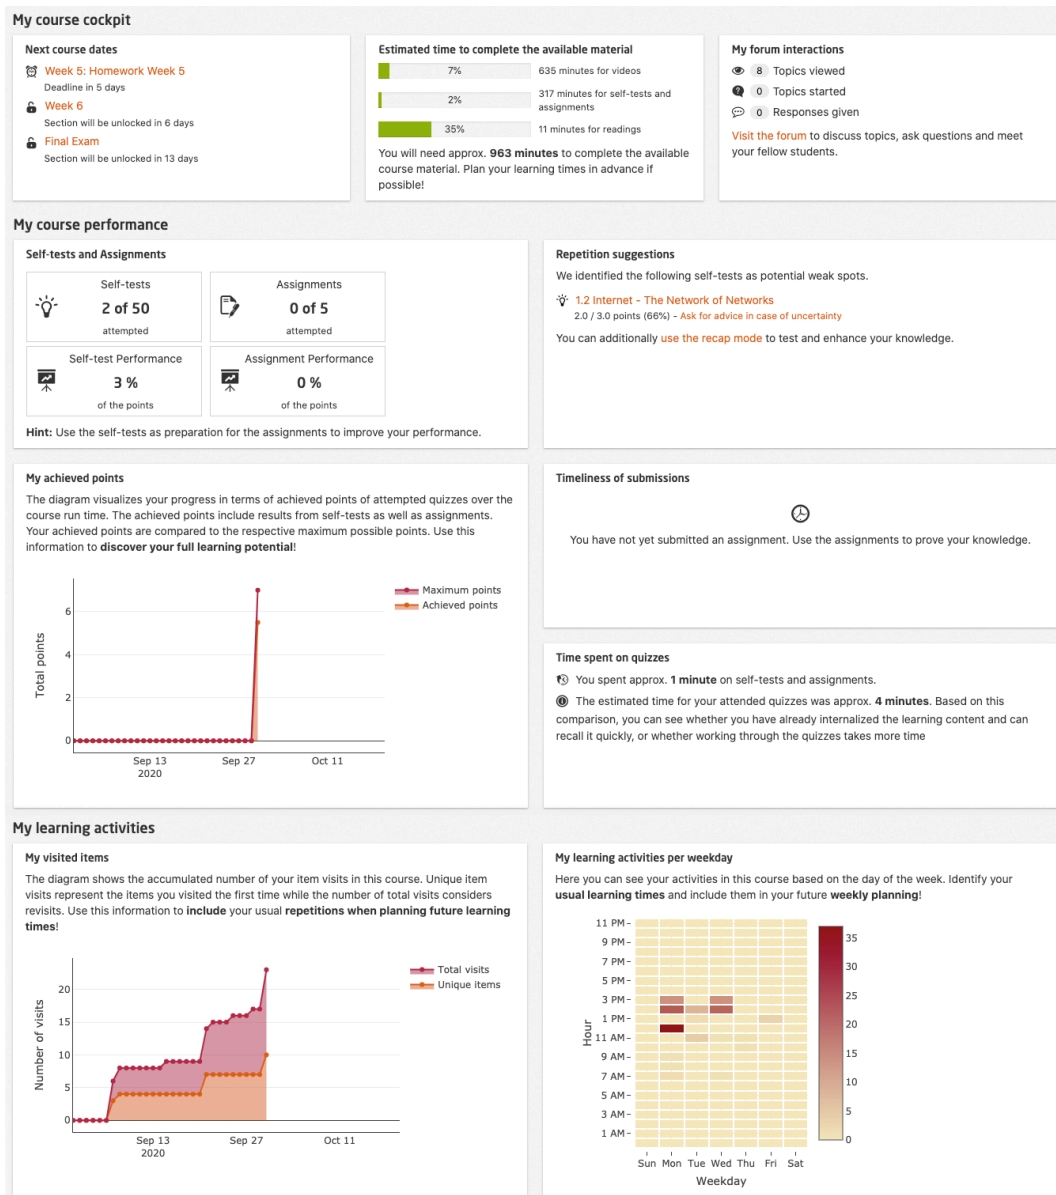 My course cockpit
Next course dates
Week 5: Homework Week 5
Deadline in 5 days
Week 6
Section will be unlocked in 6 days
Final Exam
Section will be unlocked in 13 days
Estimated time to complete the available material
7%
635 minutes for videos
2%
317 minutes for self-tests and
assignments
35%
11 minutes for readings
You will need approx. 963 minutes to complete the available
course material. Plan your learning times in advance if
possible!
My forum interactions
8 Topics viewed
0 Topics started
0 Responses given
Visit the forum to discuss topics, ask questions and meet
your fellow students.
My course performance
Self-tests and Assignments
Self-tests
2 of 50
attempted
Assignments
0 of 5
attempted
Self-test Performance
3 %
of the points
Assignment Performance
0 %
of the points
Hint: Use the self-tests as preparation for the assignments to improve your performance.
Repetition suggestions
We identified the following self-tests as potential weak spots.
1.2 Internet - The Network of Networks
2.0 / 3.0 points (66%) - Ask for advice in case of uncertainty
You can additionally use the recap mode to test and enhance your knowledge.
My achieved points
The diagram visualizes your progress in terms of achieved points of attempted quizzes over the
course run time. The achieved points include results from self-tests as well as assignments.
Your achieved points are compared to the respective maximum possible points. Use this
information to discover your full learning potential!
Maximum points
Achieved points
Total points
6
4
2
0
Sep 13
2020
Sep 27
Oct 11
Timeliness of submissions
You have not yet submitted an assignment. Use the assignments to prove your knowledge.
Time spent on quizzes
You spent approx. 1 minute on self-tests and assignments.
The estimated time for your attended quizzes was approx. 4 minutes. Based on this
comparison, you can see whether you have already internalized the learning content and can
recall it quickly, or whether working through the quizzes takes more time
My learning activities
My visited items
The diagram shows the accumulated number of your item visits in this course. Unique item
visits represent the items you visited the first time while the number of total visits considers
revisits. Use this information to include your usual repetitions when planning future learning
times!
Total visits
Unique items
Number of visits
20
15
10
5
0
Sep 13
2020
Sep 27
Oct 11
My learning activities per weekday
Here you can see your activities in this course based on the day of the week. Identify your
usual learning times and include them in your future weekly planning!
Hour
11 PM
9 PM
7 PM
5 PM
3 PM
1 PM
11 AM
9 AM
7 AM
5 AM
3 AM
1 AM
Sun Mon Tue Wed Thu Fri Sat
Weekday
35
30
25
20
15
10
5
0